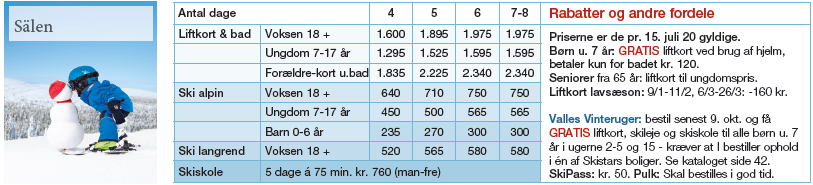 Sälen
Antal dage 4 5 6 7-8
Liftkort & bad Voksen 18 + 1.600 1.895 1.975 1.975
Ungdom 7-17 år 1.295 1.525 1.595 1.595
Forældre-kort u.bad 1.835 2.225 2.340 2.340
Ski alpin Voksen 18 + 640 710 750 750
Ungdom 7-17 år 450 500 565 565
Barn 0-6 år 235 270 300 300
Ski langrend Voksen 18 + 520 565 580 580
Skiskole 5 dage á 75 min. kr. 760 (man-fre)
Rabatter og andre fordele
Priserne er de pr. 15. juli 20 gyldige.
Børn u. 7 år: GRATIS liftkort ved brug af hjelm,
betaler kun for badet kr. 120.
Seniorer fra 65 år: liftkort til ungdomspris.
Liftkort lavsæson: 9/1-11/2, 6/3-26/3: -160 kr.
Valles Vinteruger: bestil senest 9. okt. og få
GRATIS liftkort, skileje og skiskole til alle børn u. 7
år i ugerne 2-5 og 15 - kræver at I bestiller ophold
i én af Skistars boliger. Se kataloget side 42.
SkiPass: kr. 50. Pulk: Skal bestilles i god tid.